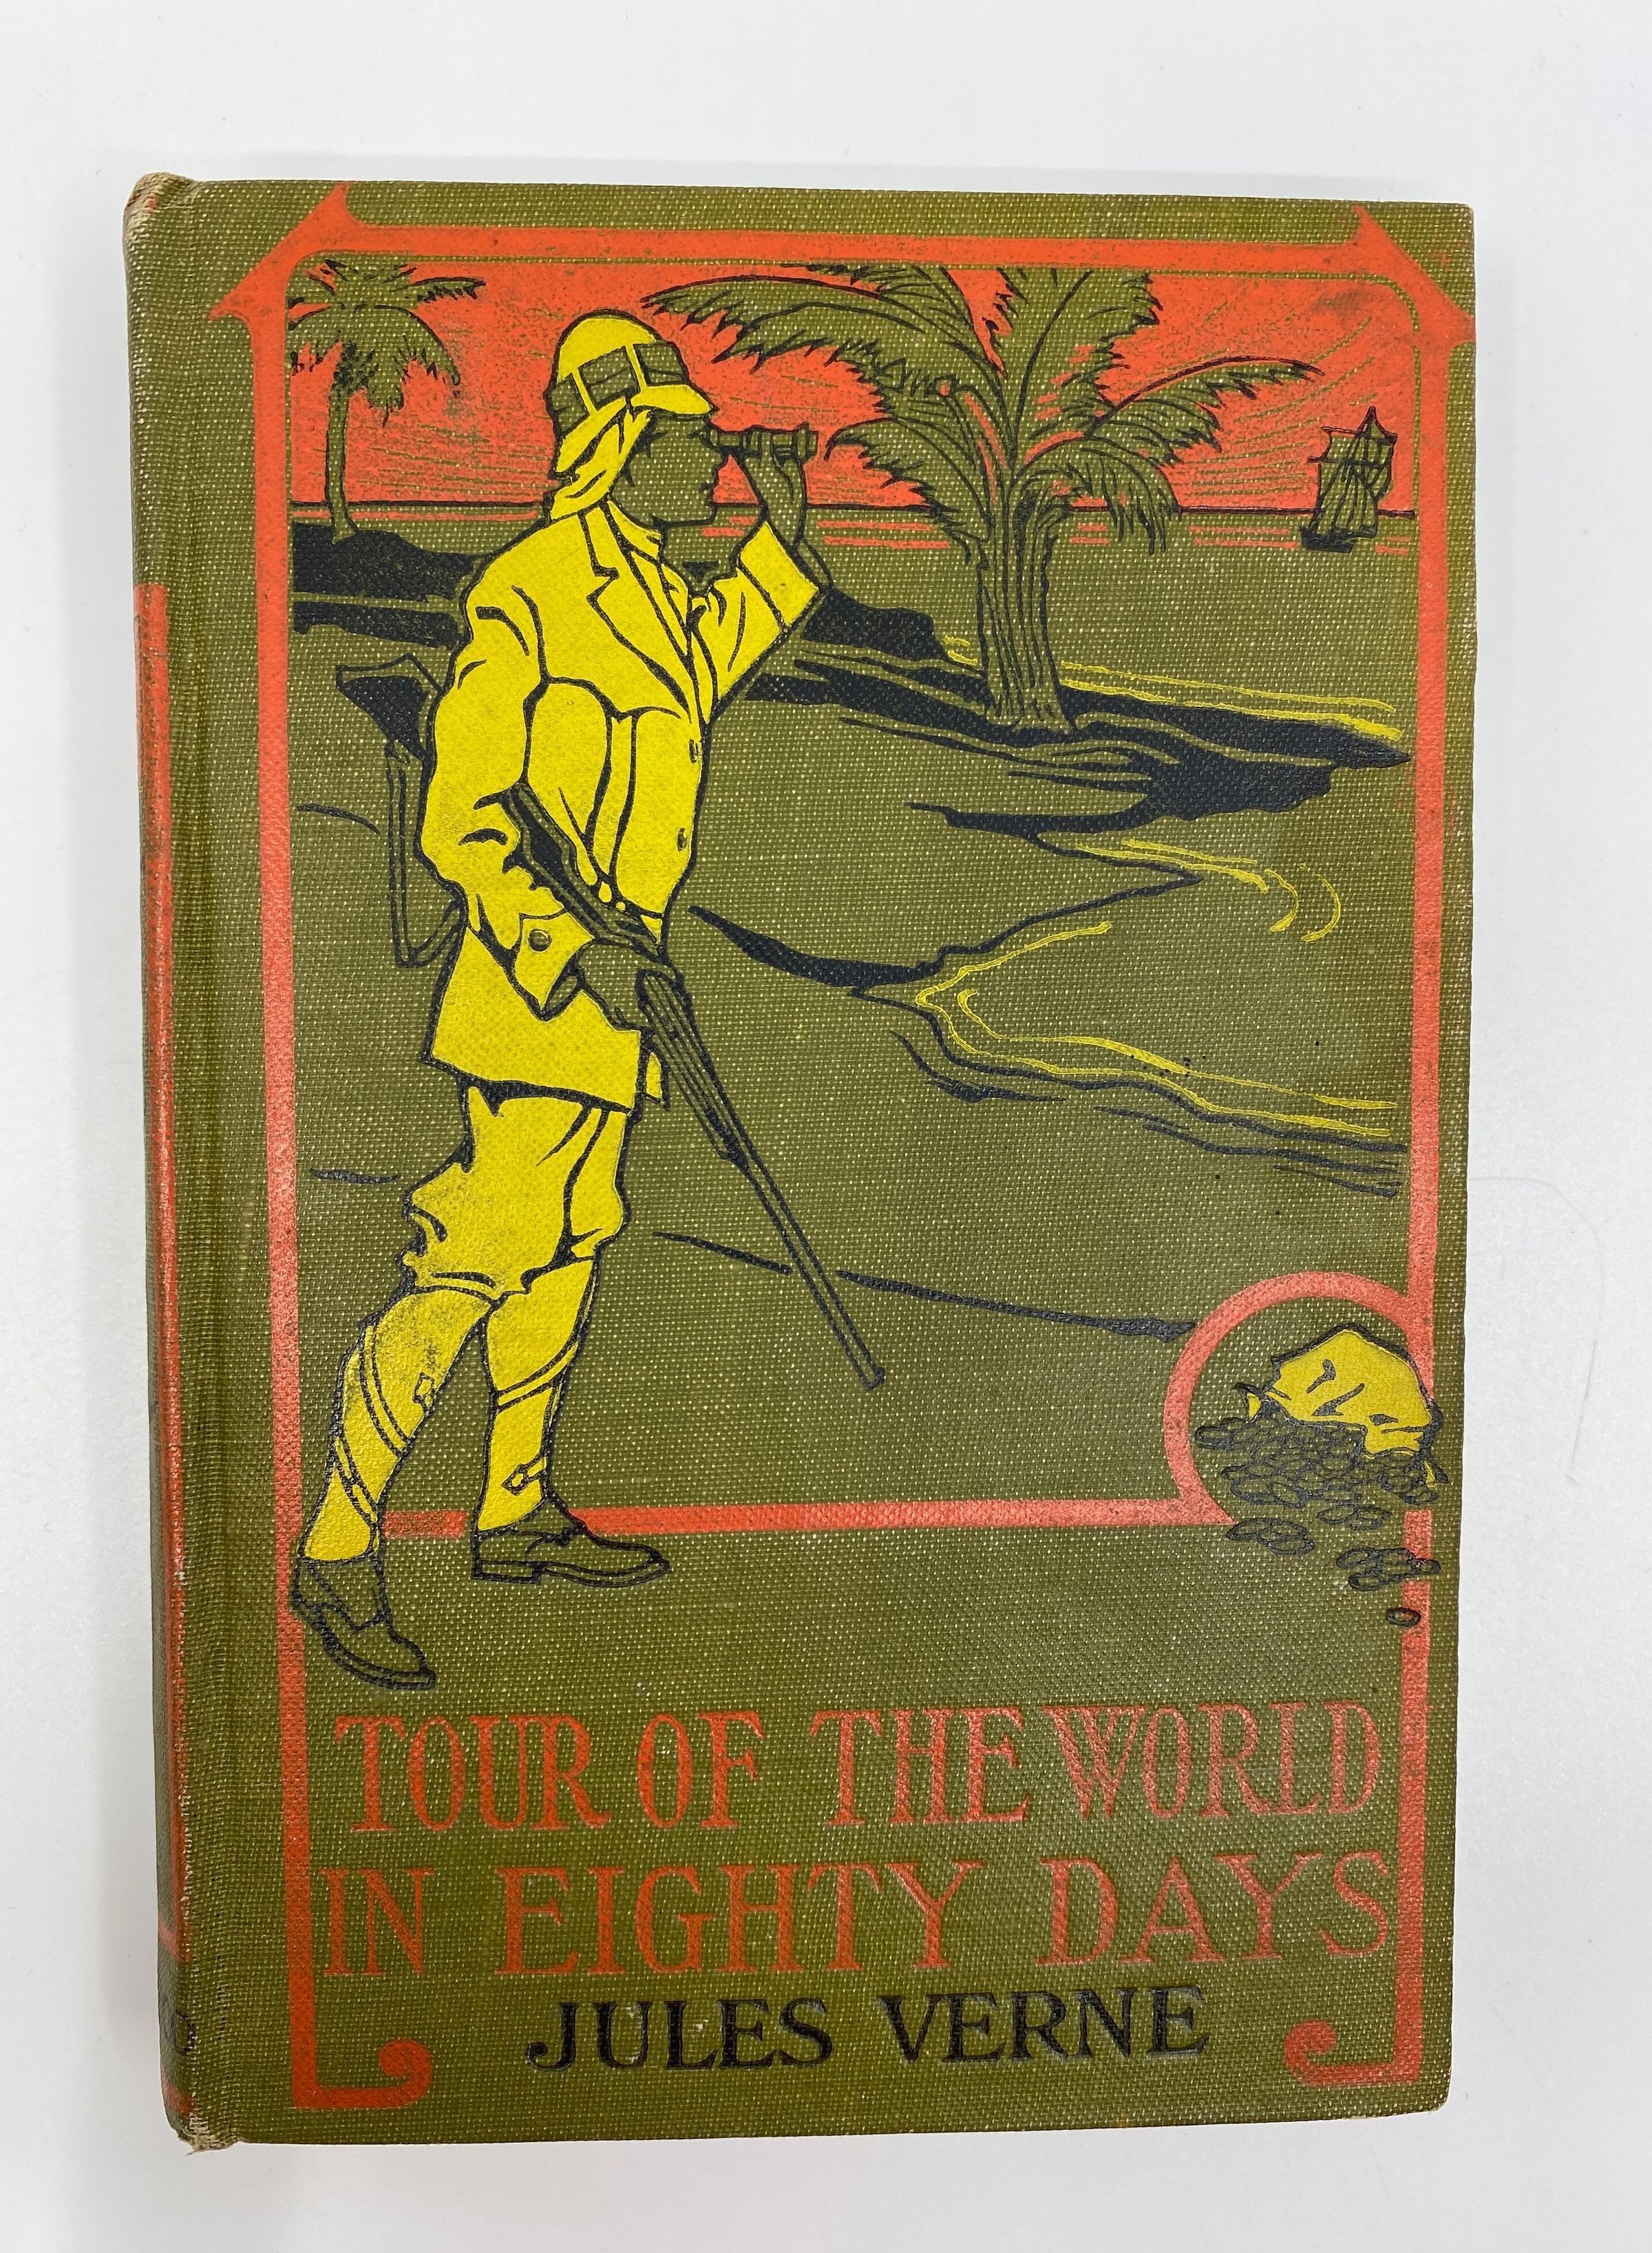 TOUR OF THE WORLD
IN EIGHTY DAYS
JULES VERNE